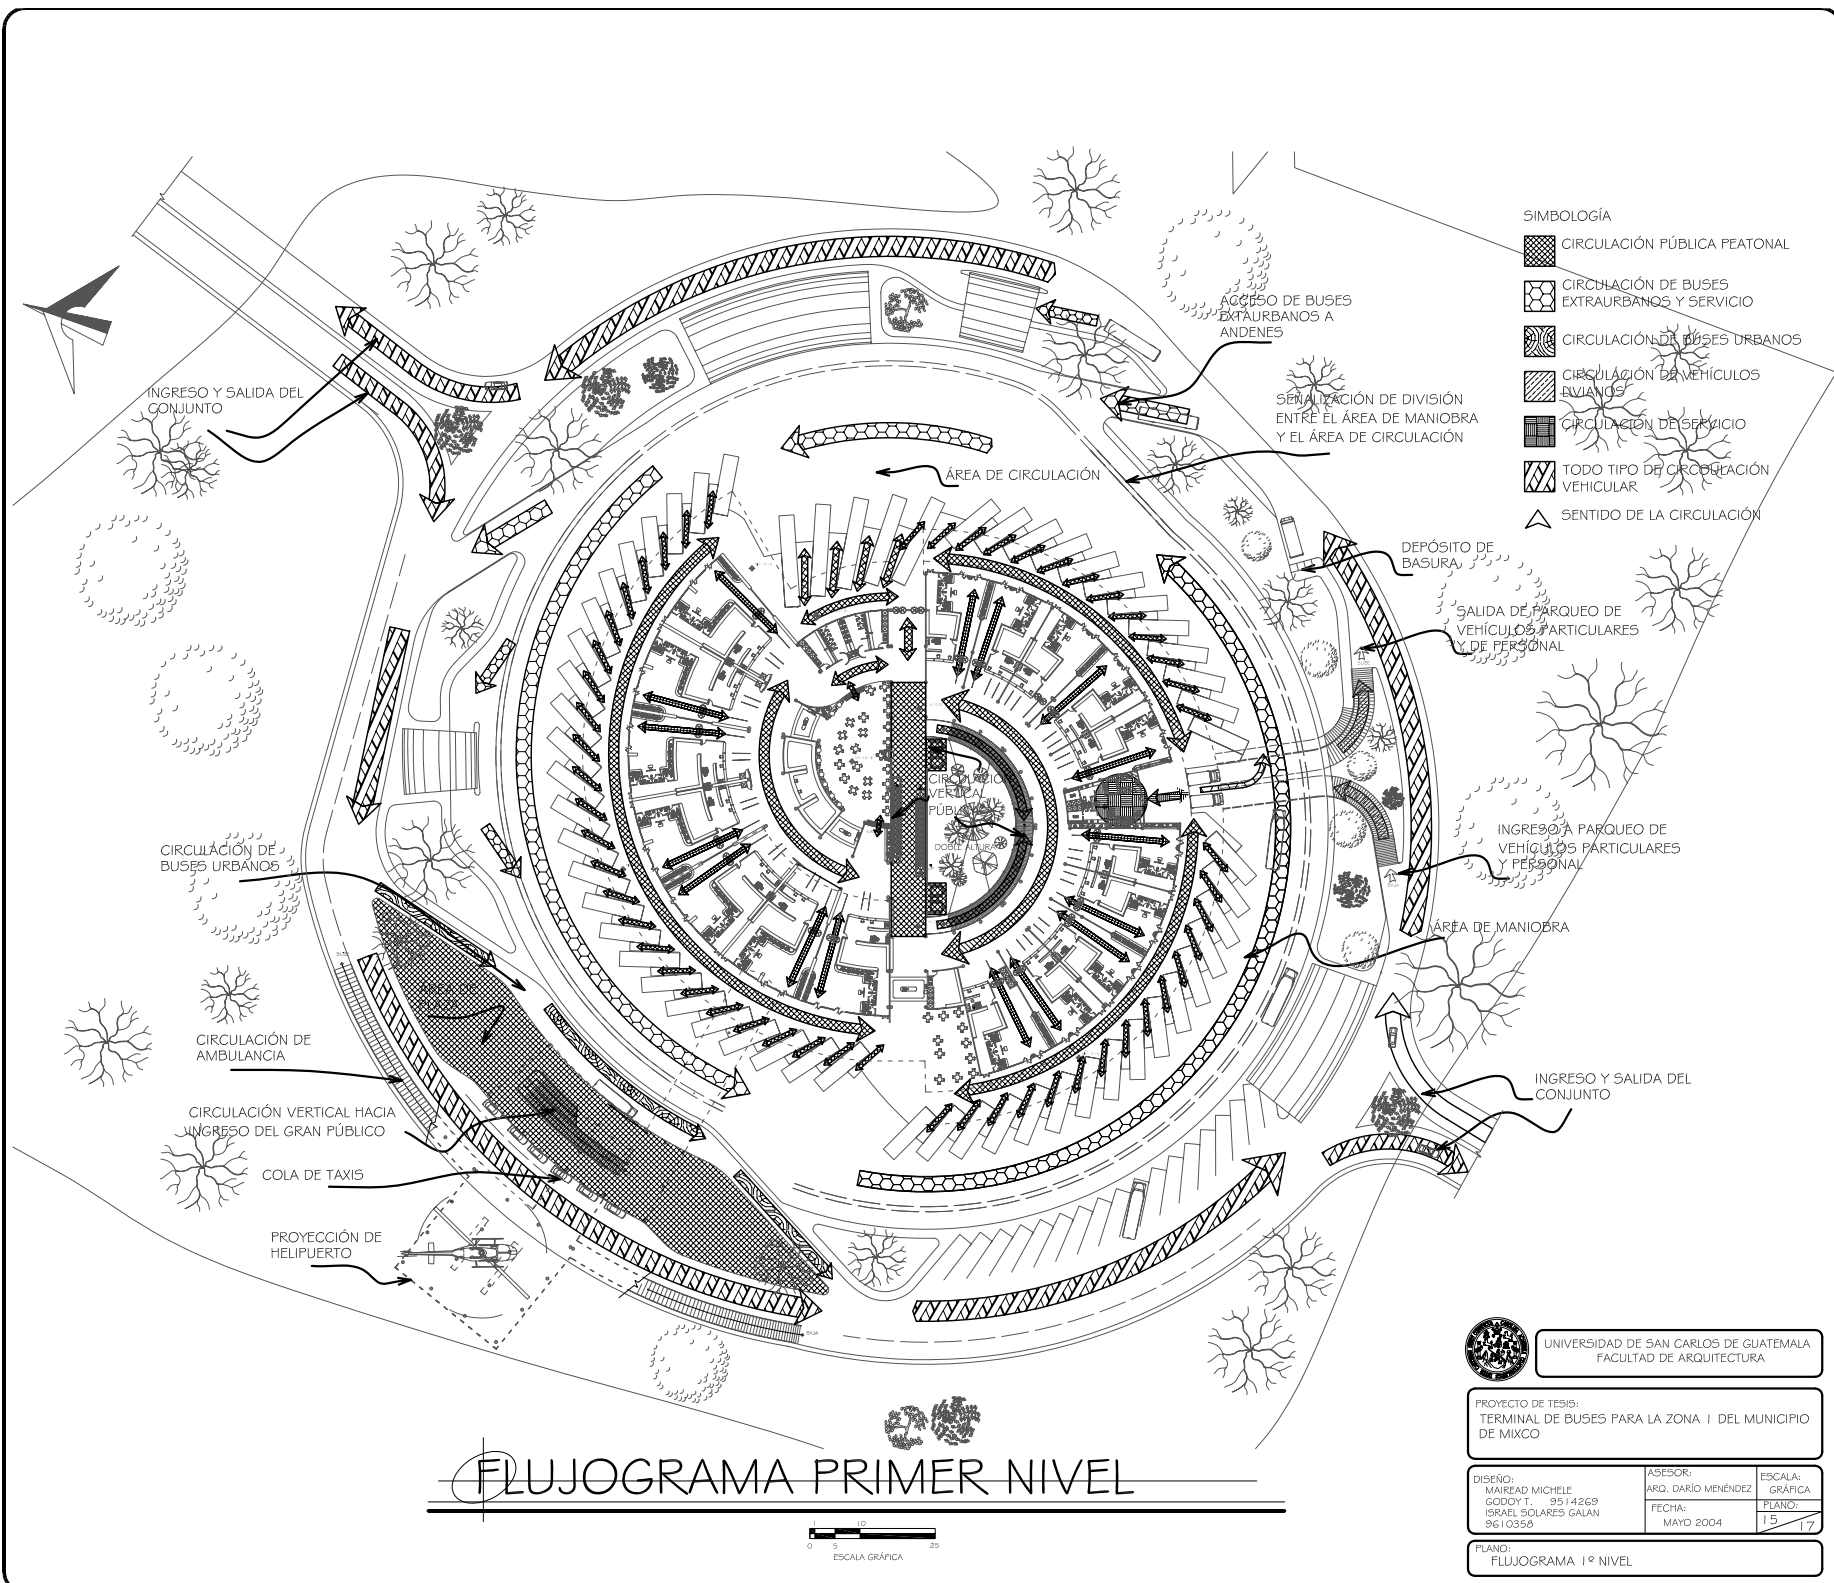 SIMBOLOGÍA
CIRCULACIÓN PÚBLICA PEATONAL
CIRCULACIÓN DE BUSES
EXTRAURBANOS Y SERVICIO
CIRCULACIÓN DE BUSES URBANOS
CIRCULACIÓN DE VEHÍCULOS
LIVIANOS
CIRCULACIÓN DE SERVICIO
TODO TIPO DE CIRCOULACIÓN
VEHICULAR
SENTIDO DE LA CIRCULACIÓN
ACCESO DE BUSES
EXTAURBANOS A
ANDENES
SEÑALIZACIÓN DE DIVISIÓN
ENTRE EL ÁREA DE MANIOBRA
Y EL ÁREA DE CIRCULACIÓN
INGRESO Y SALIDA DEL
CONJUNTO
ÁREA DE CIRCULACIÓN
DEPÓSITO DE
BASURA
SALIDA DE PARQUEO DE
VEHÍCULOS PARTICULARES
Y DE PERSONAL
CIRCULACIÓN
VERTICAL
PÚBLICA
DOBLE ALTURA
INGRESO A PARQUEO DE
VEHÍCULOS PARTICULARES
Y PERSONAL
CIRCULACIÓN DE
BUSES URBANOS
ÁREA DE MANIOBRA
CIRCULACIÓN DE
AMBULANCIA
INGRESO Y SALIDA DEL
CONJUNTO
CIRCULACIÓN VERTICAL HACIA
INGRESO DEL GRAN PÚBLICO
COLA DE TAXIS
PROYECCIÓN DE
HELIPUERTO
BAJA
FLUJOGRAMA PRIMER NIVEL
1 10
0 5 25
ESCALA GRÁFICA
UNIVERSIDAD DE SAN CARLOS DE GUATEMALA
FACULTAD DE ARQUITECTURA
PROYECTO DE TESIS:
TERMINAL DE BUSES PARA LA ZONA 1 DEL MUNICIPIO
DE MIXCO
DISEÑO:
MAIREAD MICHELE
GODOY T. 9514269
ISRAEL SOLARES GALAN
9610358
ASESOR:
ARQ. DARÍO MENÉNDEZ
FECHA:
MAYO 2004
ESCALA:
GRÁFICA
PLANO:
15
17
PLANO:
FLUJOGRAMA 1º NIVEL